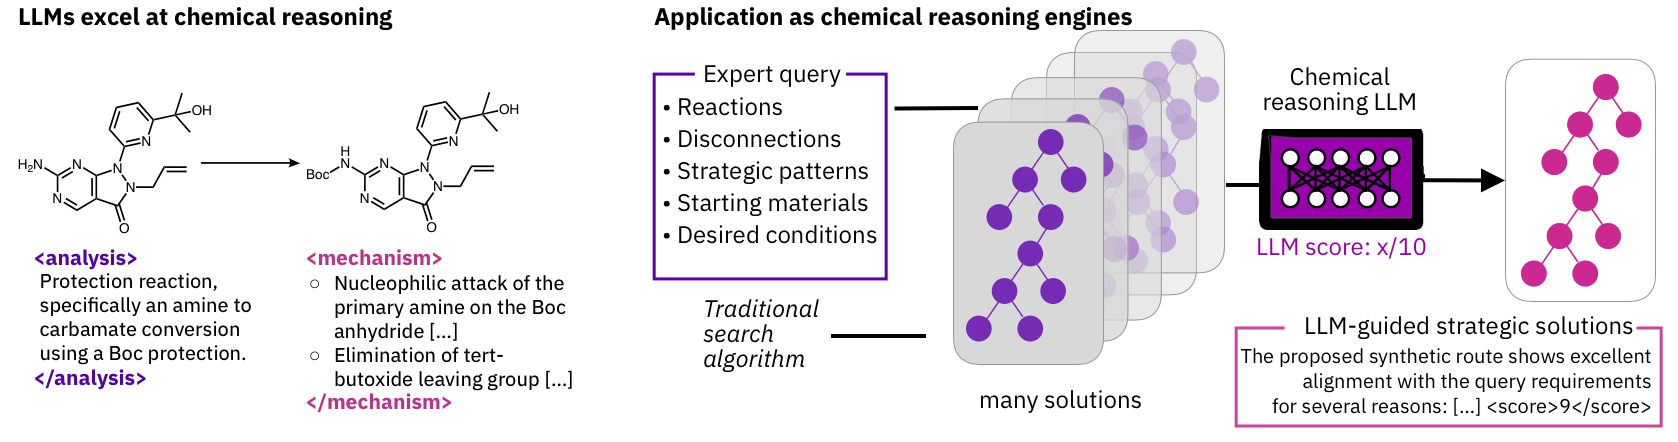 LLMs excel at chemical reasoning
OH
N
N
H₂N
N
N
N
N
O
OH
N
H
N
Boc
N
N
N
N
O
<analysis>
Protection reaction,
specifically an amine to
carbamate conversion
using a Boc protection.
</analysis>
<mechanism>
○ Nucleophilic attack of the
primary amine on the Boc
anhydride [...]
○ Elimination of tert-
butoxide leaving group [...]
</mechanism>
Application as chemical reasoning engines
Expert query
• Reactions
• Disconnections
• Strategic patterns
• Starting materials
• Desired conditions
Traditional
search
algorithm
many solutions
Chemical
reasoning LLM
LLM score: x/10
LLM-guided strategic solutions
The proposed synthetic route shows excellent
alignment with the query requirements
for several reasons: [...] <score>9</score>